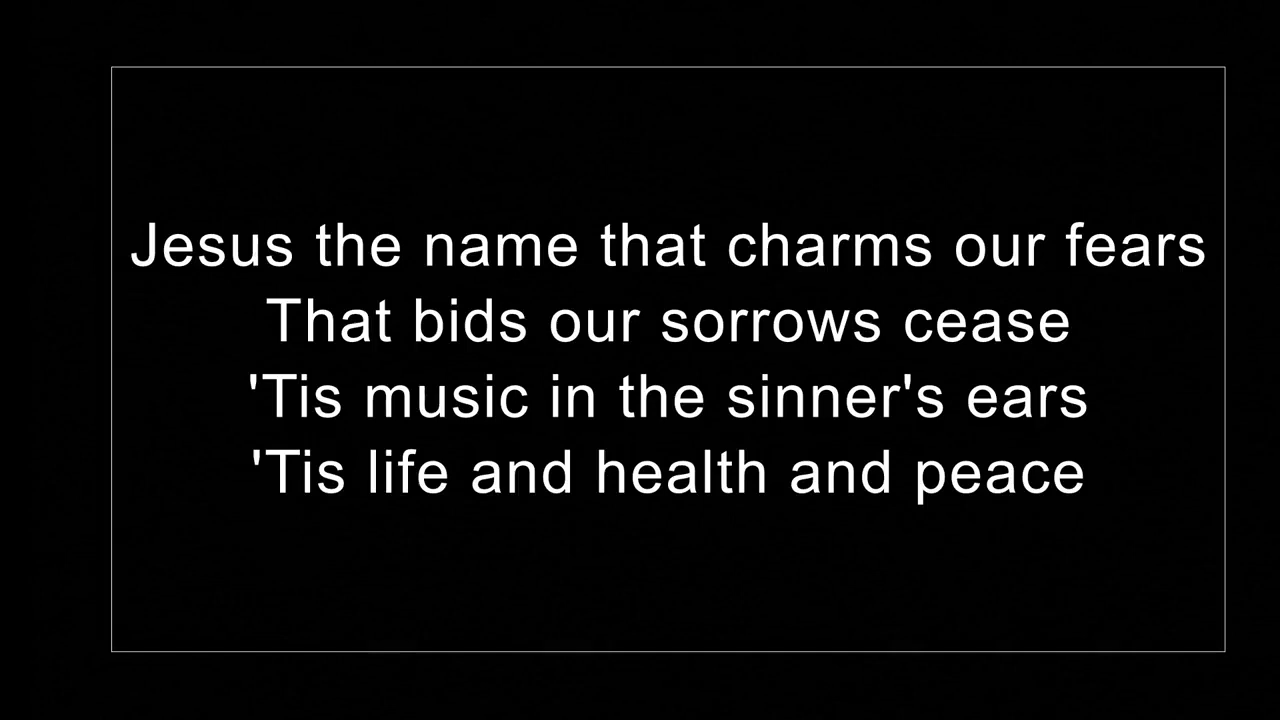 Jesus the name that charms our fears
That bids our sorrows cease
'Tis music in the sinner's ears
'Tis life and health and peace